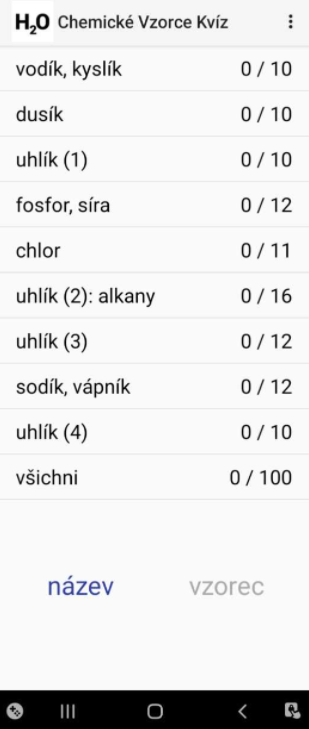 H₂O Chemické Vzorce Kvíz
vodík, kyslík 0 / 10
dusík 0 / 10
uhlík (1) 0 / 10
fosfor, síra 0 / 12
chlor 0 / 11
uhlík (2): alkany 0 / 16
uhlík (3) 0 / 12
sodík, vápník 0 / 12
uhlík (4) 0 / 10
všichni 0 / 100
název vzorec